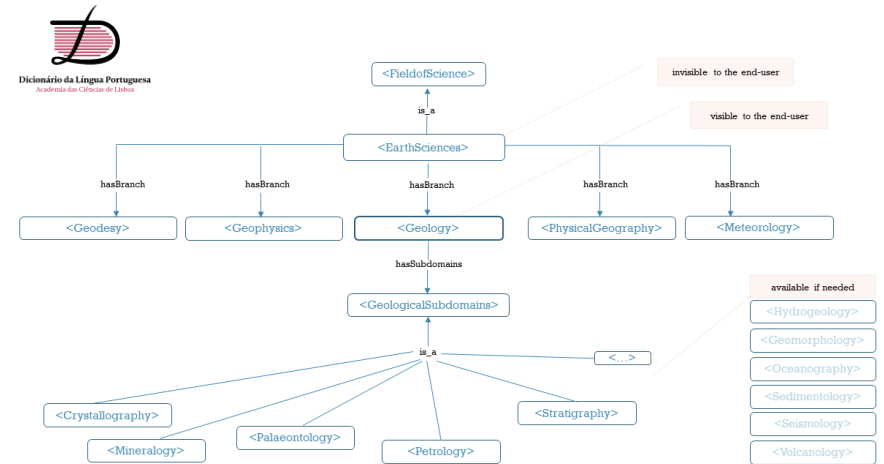 Dicionário da Língua Portuguesa
Academia das Ciências de Lisboa
<FieldofScience>
invisible to the end-user
is_a
visible to the end-user
<EarthSciences>
hasBranch
hasBranch
hasBranch
hasBranch
hasBranch
<Geodesy>
<Geophysics>
<Geology>
<PhysicalGeography>
<Meteorology>
hasSubdomains
<GeologicalSubdomains>
is_a
<...>
<Crystallography>
<Mineralogy>
<Palaeontology>
<Petrology>
<Stratigraphy>
available if needed
<Hydrogeology>
<Geomorphology>
<Oceanography>
<Sedimentology>
<Seismology>
<Volcanology>